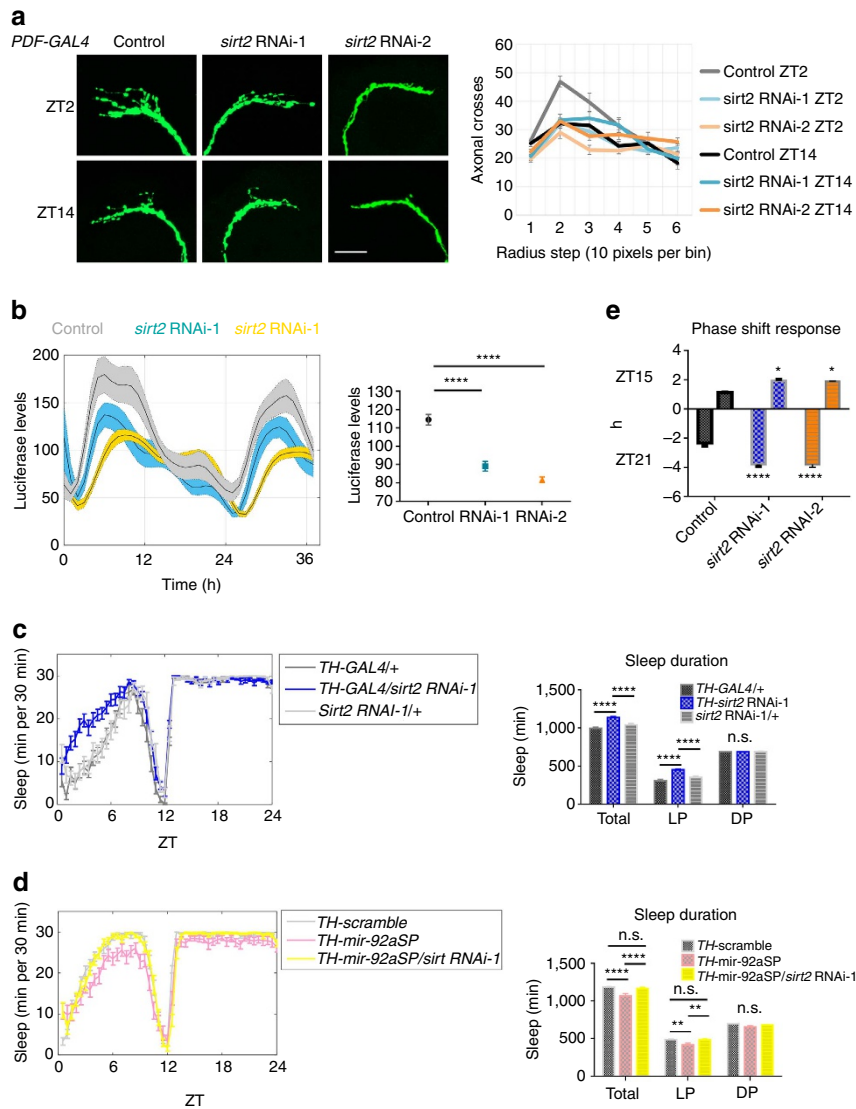 a
PDF-GAL4 Control sirt2 RNAi-1 sirt2 RNAi-2
ZT2
ZT14
60
50
40
30
20
10
0
Axonal crosses
1 2 3 4 5 6
Radius step (10 pixels per bin)
Control ZT2
sirt2 RNAi-1 ZT2
sirt2 RNAi-2 ZT2
Control ZT14
sirt2 RNAi-1 ZT14
sirt2 RNAi-2 ZT14
b
Control sirt2 RNAi-1 sirt2 RNAi-1
200
150
100
50
0
Luciferase levels
0 12 24 36
Time (h)
****
****
130
120
110
100
90
80
70
Luciferase levels
Control RNAi-1 RNAi-2
e
Phase shift response
4
2
0
−2
−4
−6
ZT15
h
ZT21
* *
**** ****
Control
sirt2 RNAi-1
sirt2 RNAI-2
c
30
20
10
0
Sleep (min per 30 min)
0 6 12 18 24
ZT
TH-GAL4/+
TH-GAL4/sirt2 RNAi-1
Sirt2 RNAI-1/+
Sleep duration
1,000
500
0
Sleep (min)
TH-GAL4/+
TH-sirt2 RNAi-1
sirt2 RNAi-1/+
****
****
****
****
n.s.
Total LP DP
d
30
20
10
0
Sleep (min per 30 min)
0 6 12 18 24
ZT
TH-scramble
TH-mir-92aSP
TH-mir-92aSP/sirt RNAi-1
Sleep duration
1,500
1,000
500
0
Sleep (min)
TH-scramble
TH-mir-92aSP
TH-mir-92aSP/sirt2 RNAi-1
n.s.
****
****
n.s.
**
**
n.s.
Total LP DP